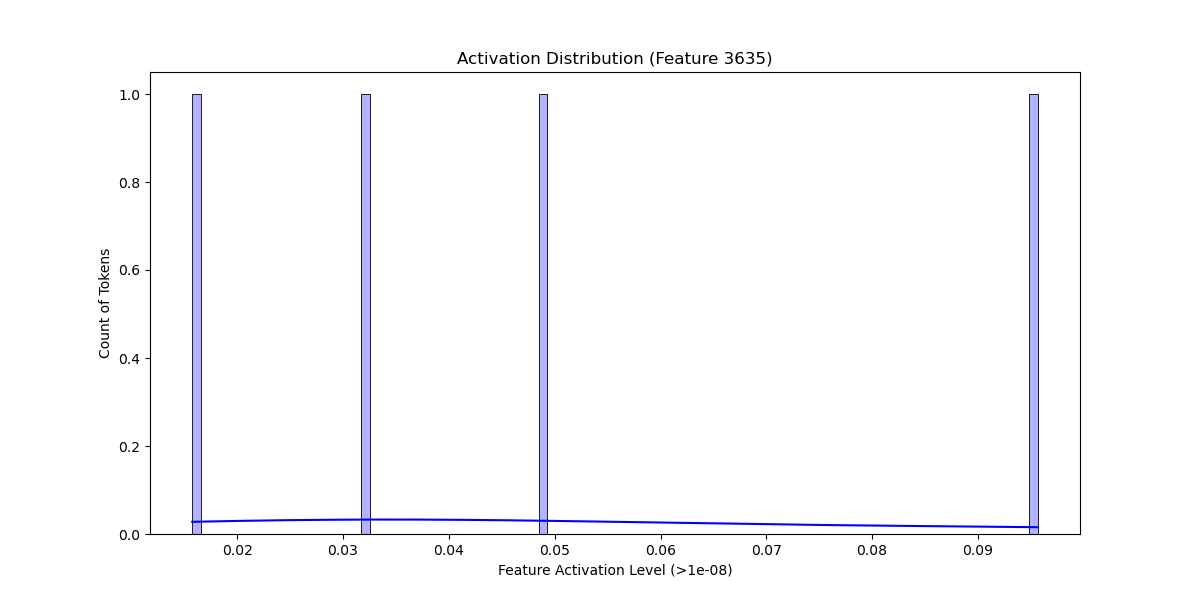 Activation Distribution (Feature 3635)
Count of Tokens
1.0
0.8
0.6
0.4
0.2
0.0
0.02 0.03 0.04 0.05 0.06 0.07 0.08 0.09
Feature Activation Level (>1e-08)